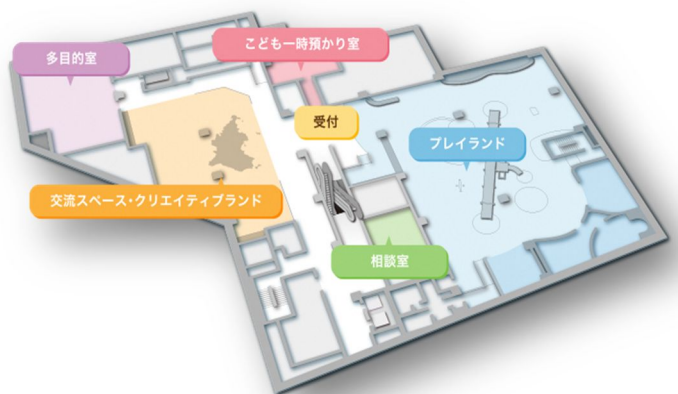 こども一時預かり室
多目的室
受付
プレイランド
交流スペース・クリエイティブランド
相談室